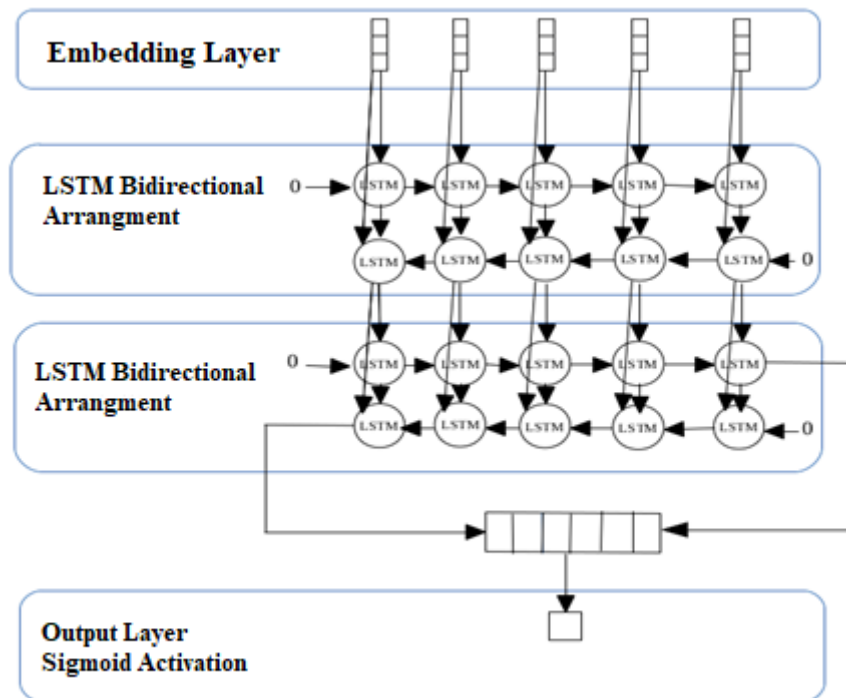 Embedding Layer
LSTM Bidirectional
Arrangment
0
LSTM LSTM LSTM LSTM LSTM
LSTM LSTM LSTM LSTM LSTM
0
LSTM Bidirectional
Arrangment
0
LSTM LSTM LSTM LSTM LSTM
LSTM LSTM LSTM LSTM LSTM
0
Output Layer
Sigmoid Activation